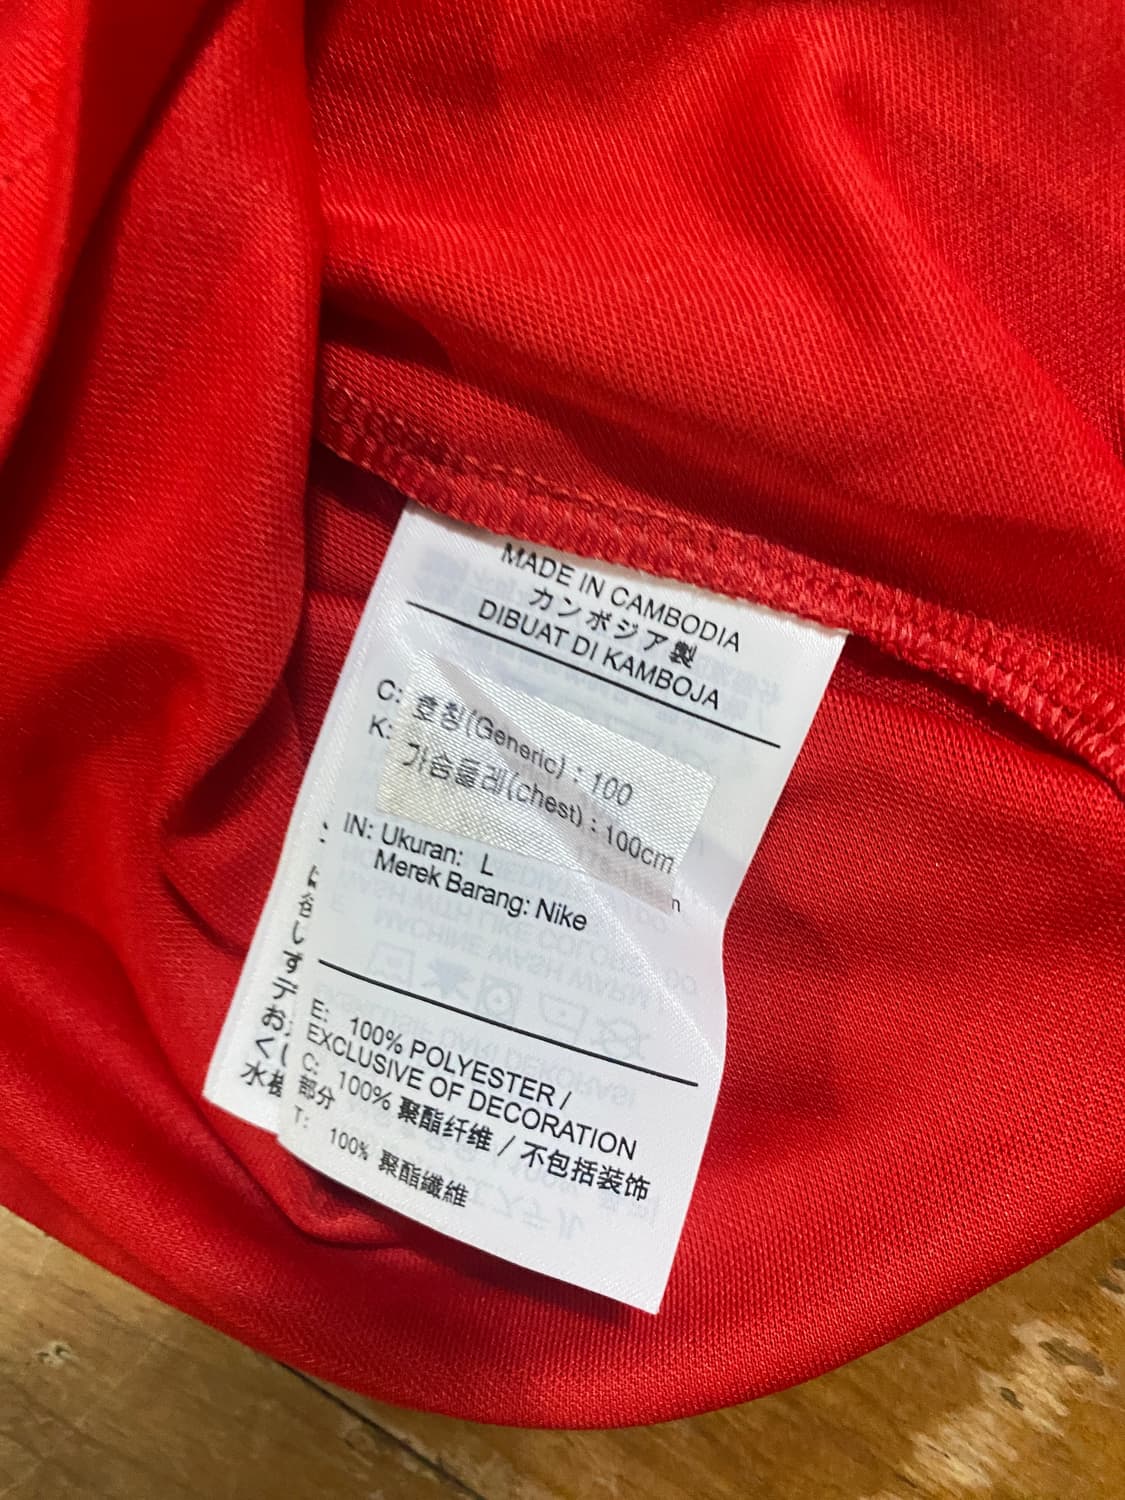 MADE IN CAMBODIA
カンボジア製
DIBUAT DI KAMBOJA
C: 호칭(Generic) : 100
K: 가슴둘레(chest) : 100cm
IN: Ukuran: L
Merek Barang: Nike
E: 100% POLYESTER /
EXCLUSIVE OF DECORATION
C: 100% 聚酯纤维 / 不包括装饰
部分
T: 100% 聚酯纖維